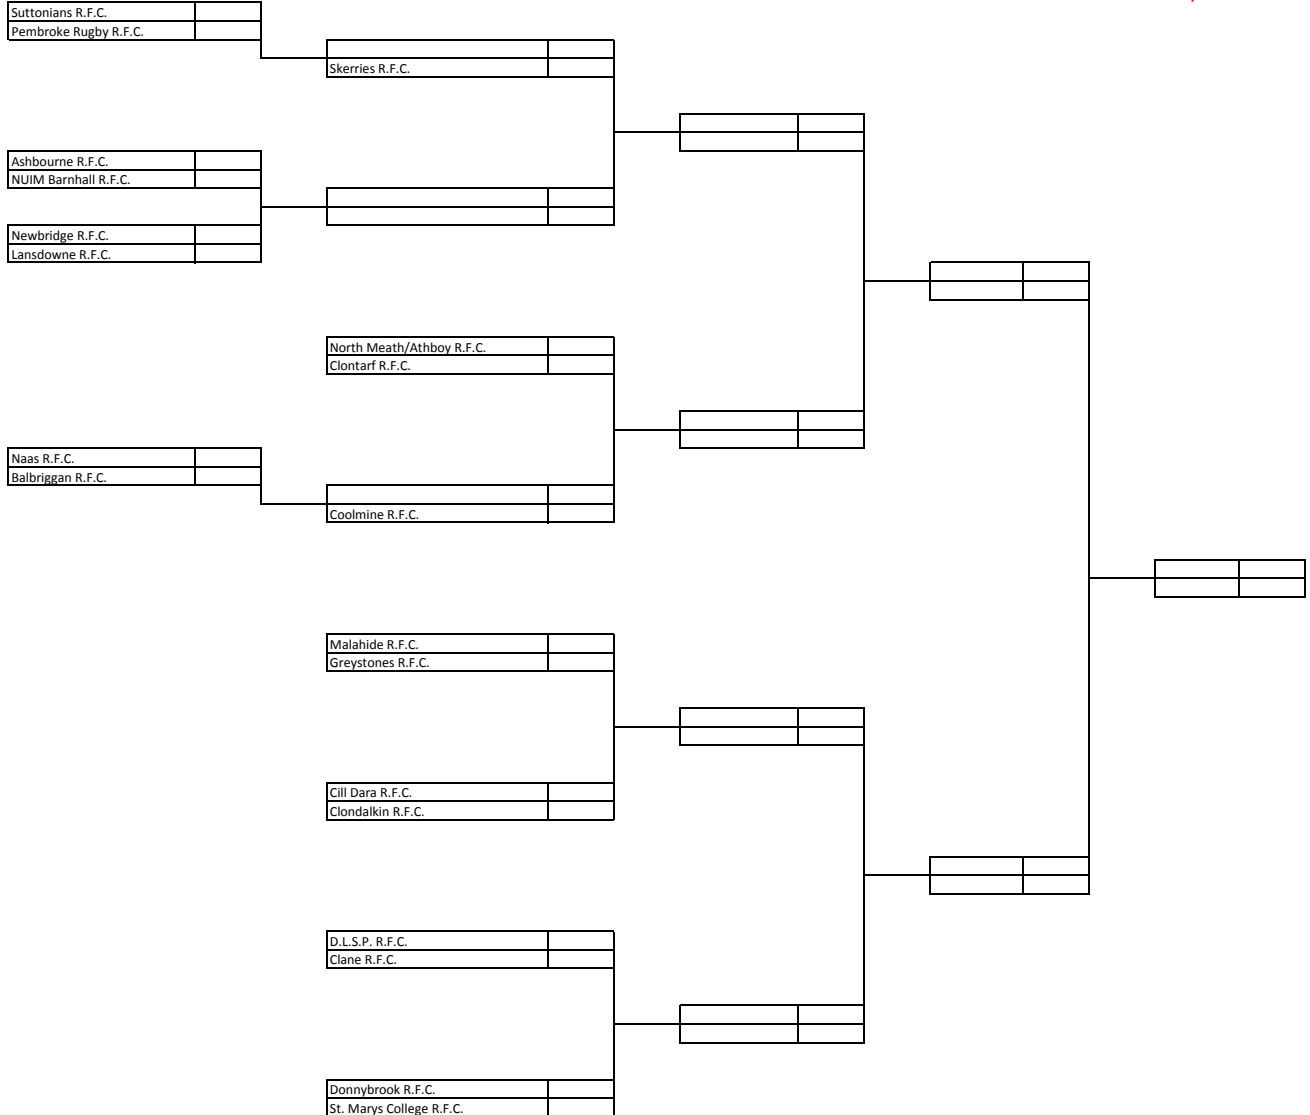 Suttonians R.F.C.
Pembroke Rugby R.F.C.
Skerries R.F.C.
Ashbourne R.F.C.
NUIM Barnhall R.F.C.
Newbridge R.F.C.
Lansdowne R.F.C.
North Meath/Athboy R.F.C.
Clontarf R.F.C.
Naas R.F.C.
Balbriggan R.F.C.
Coolmine R.F.C.
Malahide R.F.C.
Greystones R.F.C.
Cill Dara R.F.C.
Clondalkin R.F.C.
D.L.S.P. R.F.C.
Clane R.F.C.
Donnybrook R.F.C.
St. Marys College R.F.C.